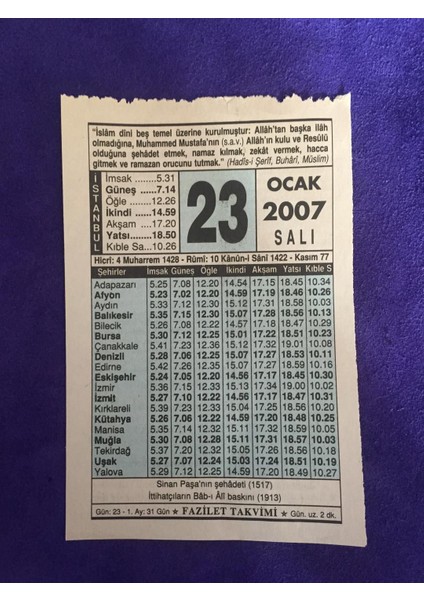 "İslâm dini beş temel üzerine kurulmuştur: Allâh'tan başka ilâh
olmadığına, Muhammed Mustafa'nın (s.a.v.) Allâh'ın kulu ve Resûlü
olduğuna şehâdet etmek, namaz kılmak, zekât vermek, hacca
gitmek ve ramazan orucunu tutmak." (Hadîs-i Şerîf, Buhârî, Müslim)
İSTANBUL
İmsak ......5.31
Güneş ......7.14
Öğle ......12.26
İkindi ....14.59
Akşam .....17.20
Yatsı......18.50
Kıble Sa...10.26
23
OCAK
2007
SALI
Hicrî: 4 Muharrem 1428 - Rûmî: 10 Kânûn-i Sâni 1422 - Kasım 77
Şehirler İmsak Güneş Öğle İkindi Akşam Yatsı Kıble S
Adapazarı 5.25 7.08 12.20 14.54 17.15 18.45 10.34
Afyon 5.23 7.02 12.20 14.59 17.19 18.46 10.26
Aydın 5.33 7.12 12.30 15.12 17.31 18.58 10.03
Balıkesir 5.35 7.15 12.30 15.07 17.28 18.56 10.13
Bilecik 5.26 7.08 12.22 14.57 17.18 18.47 10.29
Bursa 5.30 7.12 12.25 15.01 17.22 18.51 10.23
Çanakkale 5.41 7.23 12.36 15.12 17.32 19.01 10.08
Denizli 5.28 7.06 12.25 15.07 17.27 18.53 10.11
Edirne 5.42 7.26 12.35 15.07 17.27 18.59 10.16
Eskişehir 5.24 7.05 12.20 14.56 17.17 18.45 10.30
İzmir 5.36 7.15 12.33 15.13 17.34 19.00 10.02
İzmit 5.27 7.10 12.22 14.56 17.17 18.47 10.31
Kırklareli 5.39 7.23 12.33 15.04 17.25 18.56 10.20
Kütahya 5.26 7.06 12.22 14.59 17.20 18.48 10.25
Manisa 5.35 7.14 12.32 15.11 17.32 18.59 10.05
Muğla 5.30 7.08 12.28 15.11 17.31 18.57 10.03
Tekirdağ 5.37 7.20 12.32 15.05 17.26 18.56 10.18
Uşak 5.27 7.07 12.24 15.03 17.24 18.51 10.19
Yalova 5.29 7.12 12.25 14.59 17.20 18.49 10.27
Sinan Paşa'nın şehâdeti (1517)
İttihatçıların Bâb-ı Âlî baskını (1913)
Gün: 23 - 1. Ay: 31 Gün ★ FAZİLET TAKVİMİ ★ Gün. uz. 2 dk.